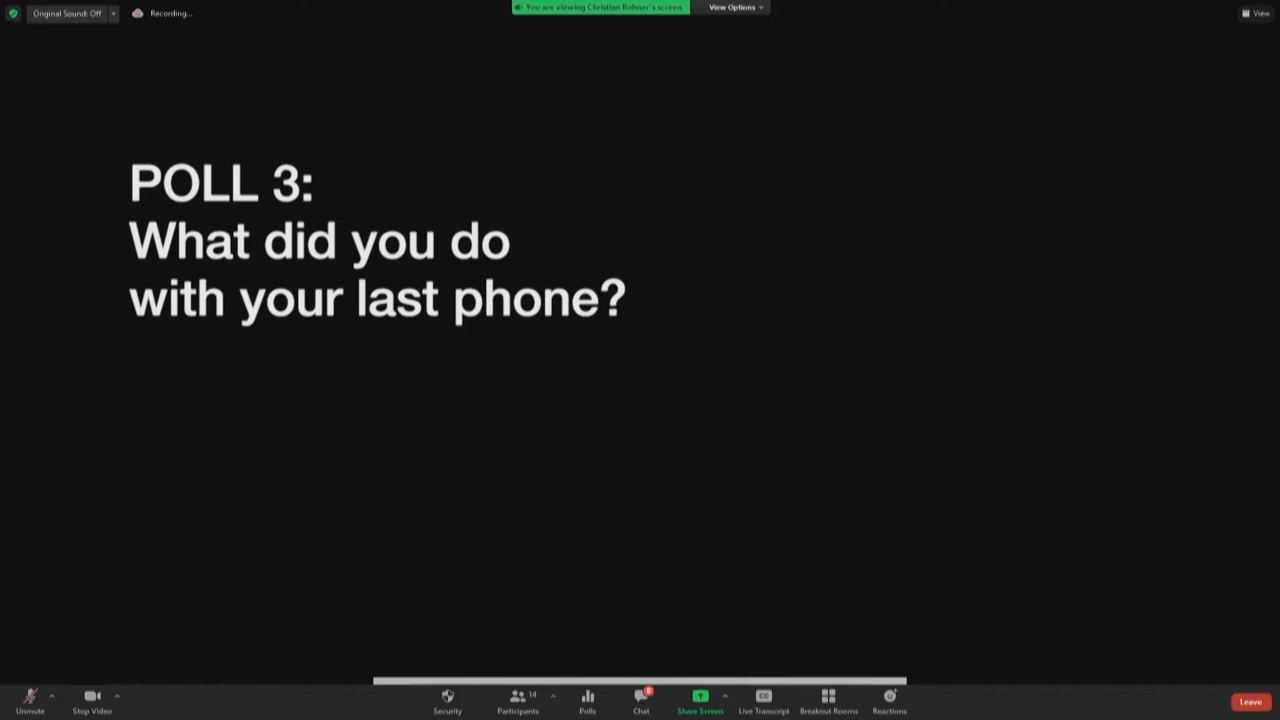 Original Sound: Off
Recording...
You are viewing Christian Rohner's screen
View Options
View
POLL 3:
What did you do
with your last phone?
Unmute
Stop Video
Security
Participants
14
Polls
Chat
8
Share Screen
CC
Live Transcript
Breakout Rooms
Reactions
Leave